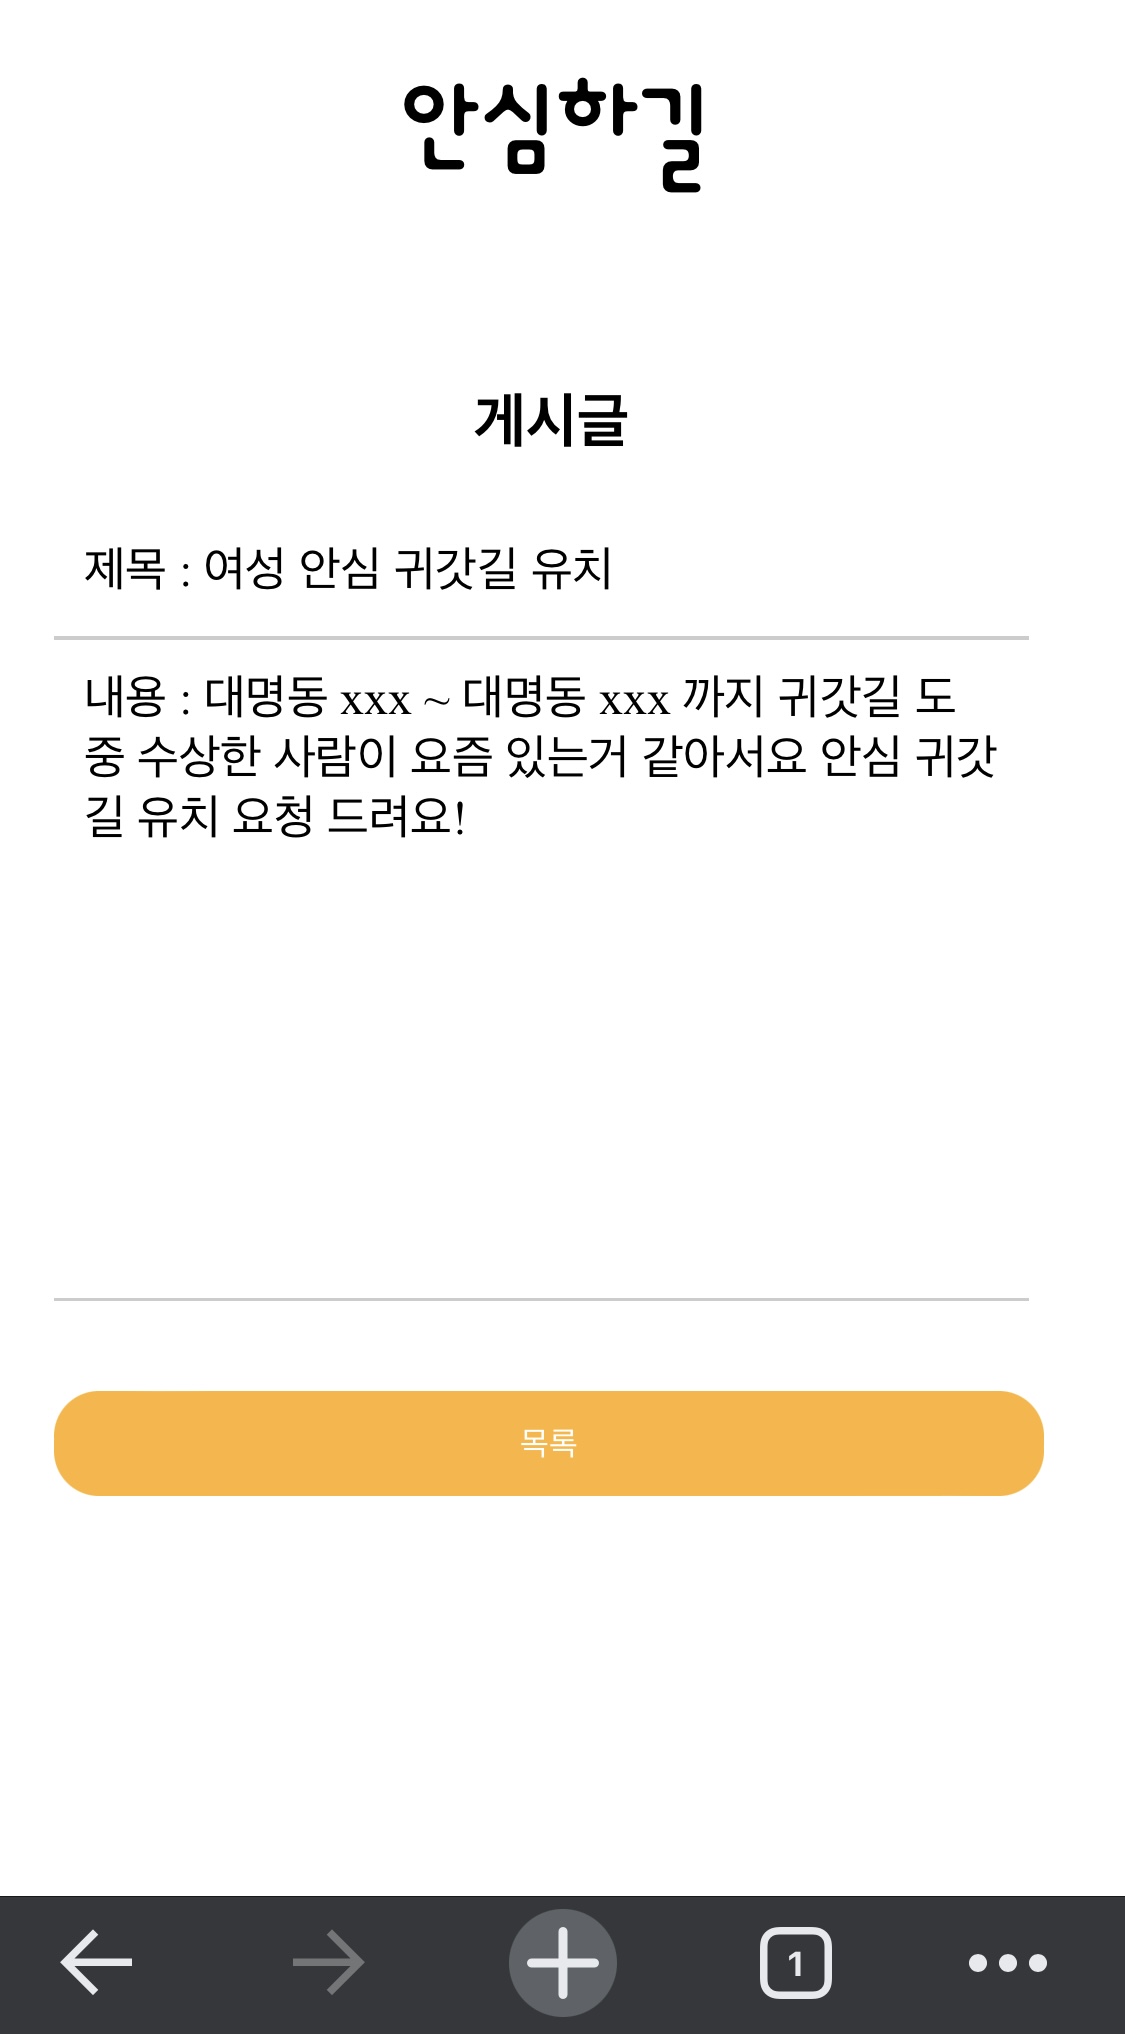 안심하길
게시글
제목 : 여성 안심 귀갓길 유치
내용 : 대명동 xxx ~ 대명동 xxx 까지 귀갓길 도
중 수상한 사람이 요즘 있는거 같아서요 안심 귀갓
길 유치 요청 드려요!
목록
1